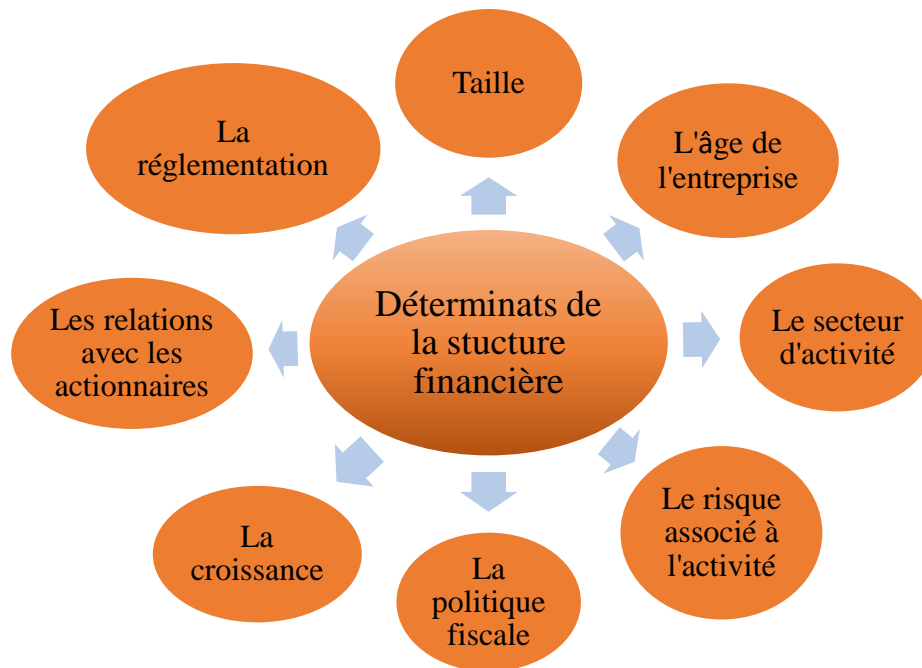 Taille
La
réglementation
L'âge de
l'entreprise
Déterminats de
la stucture
financière
Les relations
avec les
actionnaires
Le secteur
d'activité
Le risque
associé à
l'activité
La
croissance
La
politique
fiscale